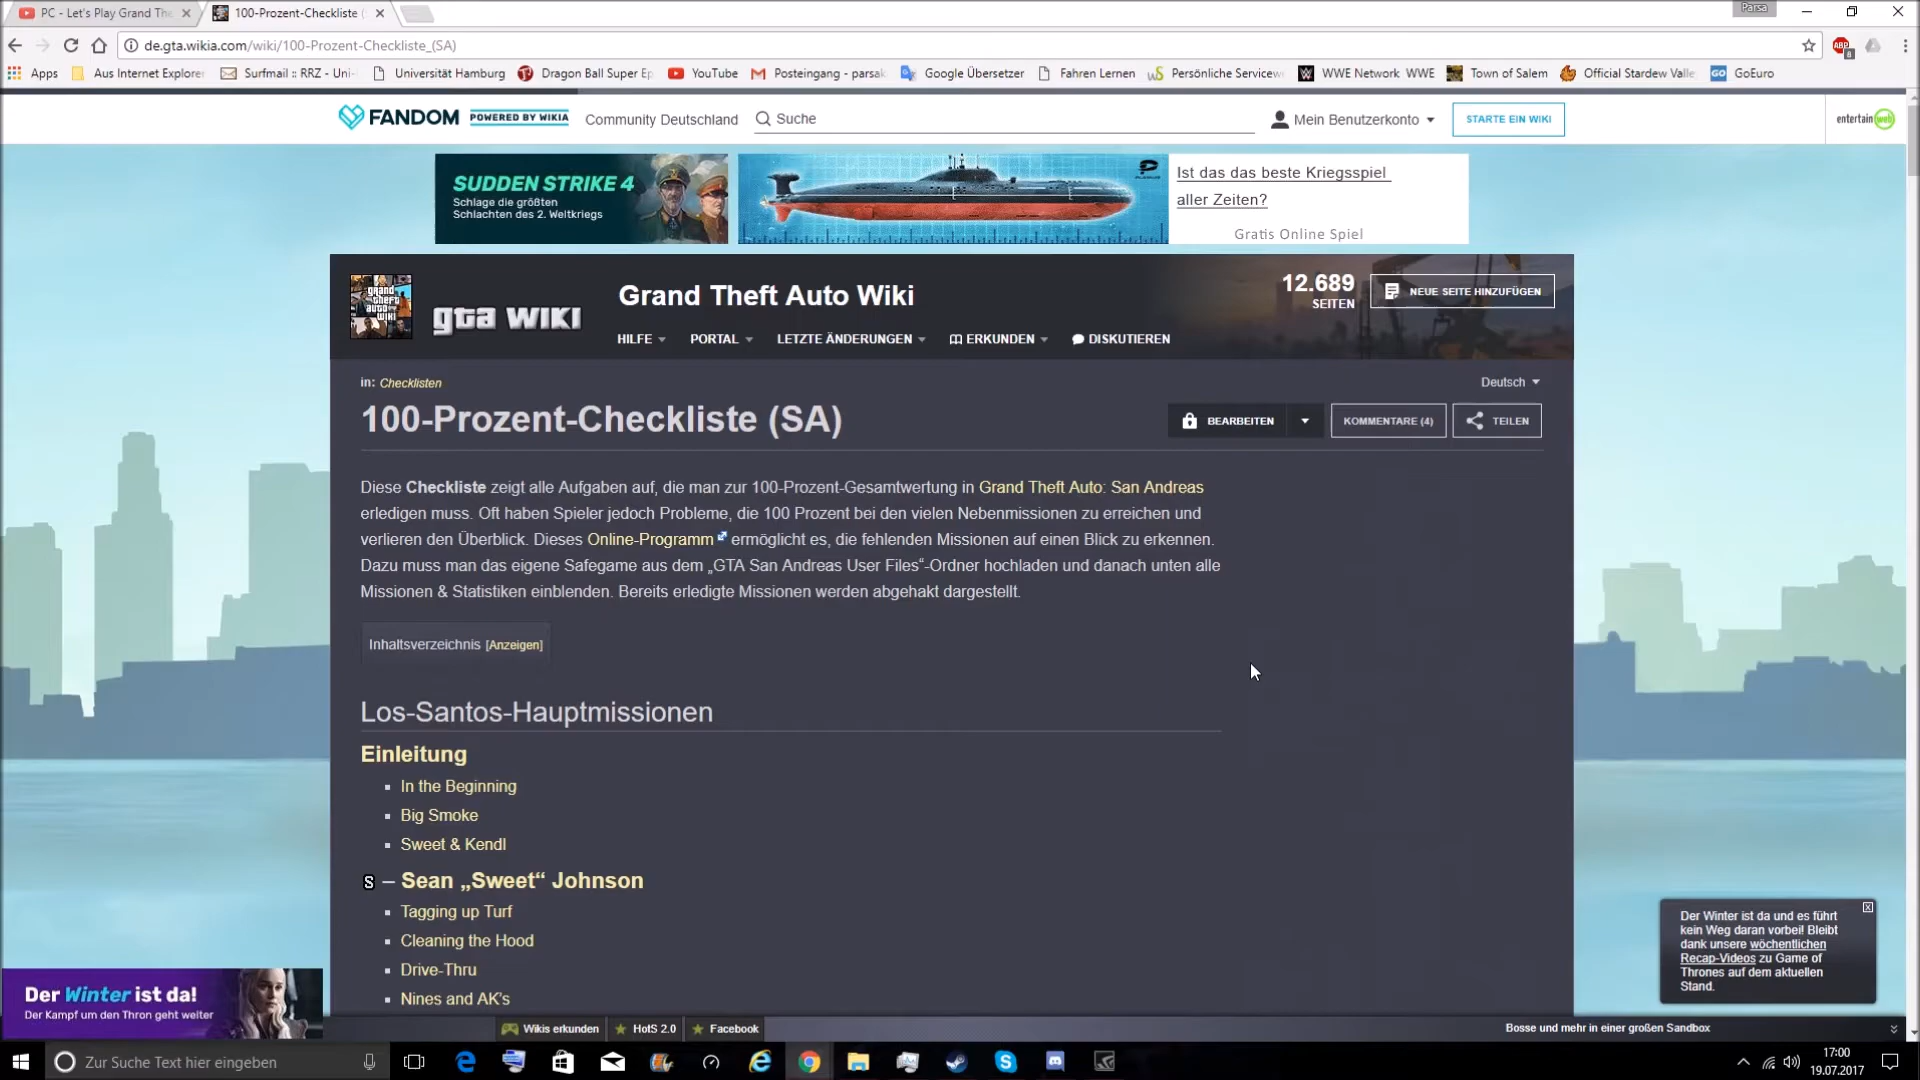 PC - Let's Play Grand The
100-Prozent-Checkliste (
Parsa
de.gta.wikia.com/wiki/100-Prozent-Checkliste_(SA)
ABP
8
Apps
Aus Internet Explorer
Surfmail :: RRZ - Uni-
Universität Hamburg
Dragon Ball Super Ep
YouTube
Posteingang - parsak
Google Übersetzer
Fahren Lernen
Persönliche Service
WWE Network WWE
Town of Salem
Official Stardew Valle
GO GoEuro
FANDOM
POWERED BY WIKIA
Community Deutschland
Suche
Mein Benutzerkonto
STARTE EIN WIKI
entertain web
SUDDEN STRIKE 4
Schlage die größten
Schlachten des 2. Weltkriegs
Ist das das beste Kriegsspiel
aller Zeiten?
Gratis Online Spiel
grand
theft
auto
wiki
gta wiki
Grand Theft Auto Wiki
12.689
SEITEN
NEUE SEITE HINZUFÜGEN
HILFE
PORTAL
LETZTE ÄNDERUNGEN
ERKUNDEN
DISKUTIEREN
in: Checklisten
Deutsch
100-Prozent-Checkliste (SA)
BEARBEITEN
KOMMENTARE (4)
TEILEN
Diese Checkliste zeigt alle Aufgaben auf, die man zur 100-Prozent-Gesamtwertung in Grand Theft Auto: San Andreas
erledigen muss. Oft haben Spieler jedoch Probleme, die 100 Prozent bei den vielen Nebenmissionen zu erreichen und
verlieren den Überblick. Dieses Online-Programm ermöglicht es, die fehlenden Missionen auf einen Blick zu erkennen.
Dazu muss man das eigene Safegame aus dem „GTA San Andreas User Files“-Ordner hochladen und danach unten alle
Missionen & Statistiken einblenden. Bereits erledigte Missionen werden abgehakt dargestellt.
Inhaltsverzeichnis [Anzeigen]
Los-Santos-Hauptmissionen
Einleitung
In the Beginning
Big Smoke
Sweet & Kendl
S – Sean „Sweet“ Johnson
Tagging up Turf
Cleaning the Hood
Drive-Thru
Nines and AK's
Der Winter ist da und es führt
kein Weg daran vorbei! Bleibt
dank unsere wöchentlichen
Recap-Videos zu Game of
Thrones auf dem aktuellen
Stand.
Der Winter ist da!
Der Kampf um den Thron geht weiter
Wikis erkunden
HotS 2.0
Facebook
Bosse und mehr in einer großen Sandbox
Zur Suche Text hier eingeben
17:00
19.07.2017